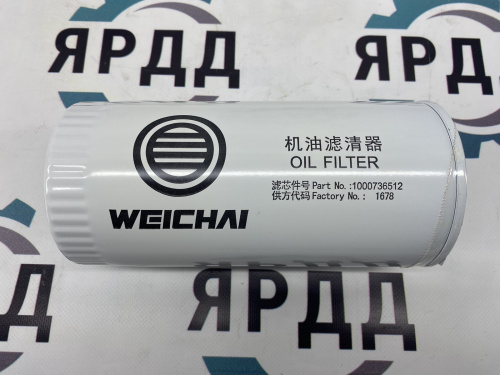 ЯРДД
ЯРДД
机油滤清器
OIL FILTER
滤芯件号 Part No.:1000736512
供方代码 Factory No.: 1678
WEICHAI
ЯРДД
ЯРДД